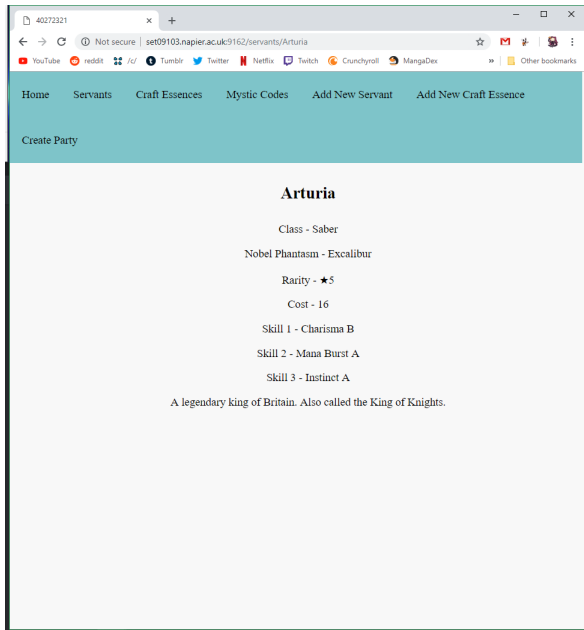 40272321
Not secure | set09103.napier.ac.uk:9162/servants/Arturia
YouTube reddit /c/ Tumblr Twitter Netflix Twitch Crunchyroll MangaDex » Other bookmarks
Home Servants Craft Essences Mystic Codes Add New Servant Add New Craft Essence
Create Party
Arturia
Class - Saber
Nobel Phantasm - Excalibur
Rarity - ★5
Cost - 16
Skill 1 - Charisma B
Skill 2 - Mana Burst A
Skill 3 - Instinct A
A legendary king of Britain. Also called the King of Knights.